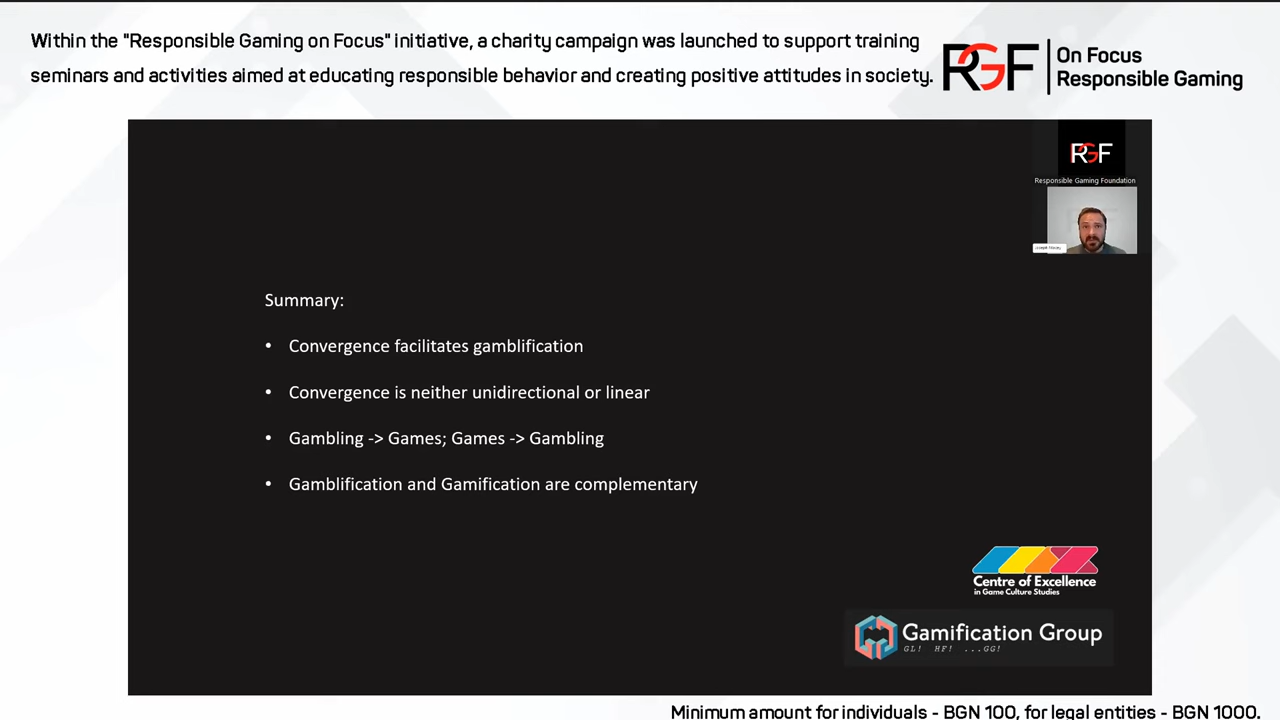 Within the "Responsible Gaming on Focus" initiative, a charity campaign was launched to support training
seminars and activities aimed at educating responsible behavior and creating positive attitudes in society.
RGF
On Focus
Responsible Gaming
RGF
Responsible Gaming Foundation
Summary:
• Convergence facilitates gamblification
• Convergence is neither unidirectional or linear
• Gambling -> Games; Games -> Gambling
• Gamblification and Gamification are complementary
Centre of Excellence
in Game Culture Studies
Gamification Group
GL! HF! ...GG!
Minimum amount for individuals - BGN 100, for legal entities - BGN 1000.